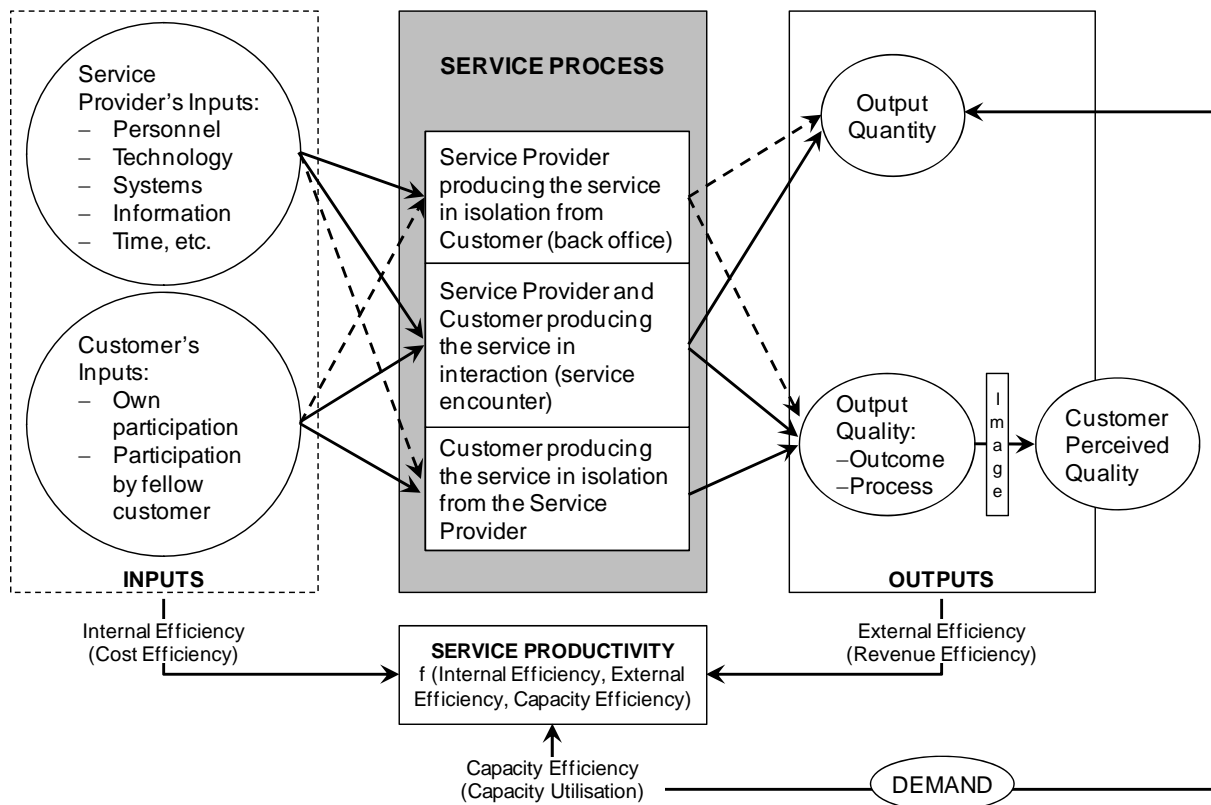 Service
Provider's Inputs:
– Personnel
– Technology
– Systems
– Information
– Time, etc.
Customer's
Inputs:
– Own
participation
– Participation
by fellow
customer
INPUTS
SERVICE PROCESS
Service Provider
producing the service
in isolation from
Customer (back office)
Service Provider and
Customer producing
the service in
interaction (service
encounter)
Customer producing
the service in isolation
from the Service
Provider
Output
Quantity
Output
Quality:
–Outcome
–Process
Image
Customer
Perceived
Quality
OUTPUTS
Internal Efficiency
(Cost Efficiency)
SERVICE PRODUCTIVITY
f (Internal Efficiency, External
Efficiency, Capacity Efficiency)
External Efficiency
(Revenue Efficiency)
Capacity Efficiency
(Capacity Utilisation)
DEMAND